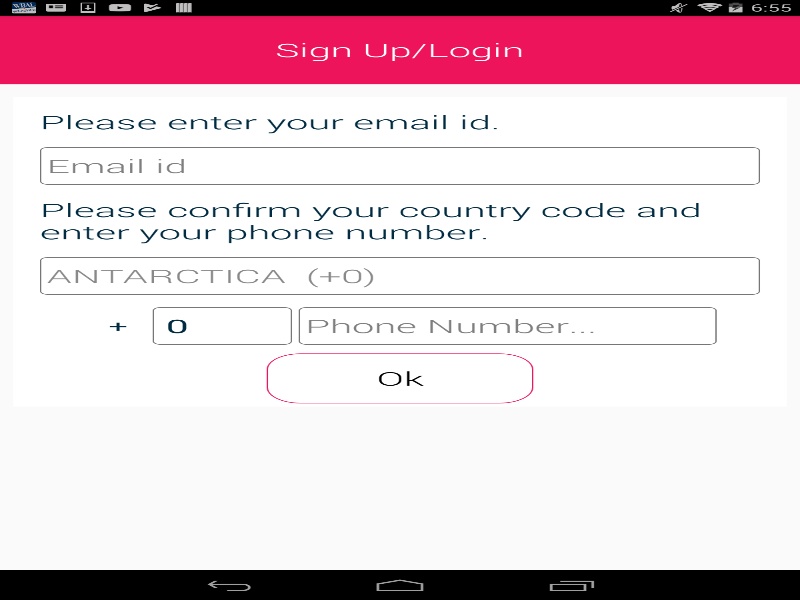 WBAL
6:55
Sign Up/Login
Please enter your email id.
Email id
Please confirm your country code and
enter your phone number.
ANTARCTICA (+0)
+ 0 Phone Number...
Ok